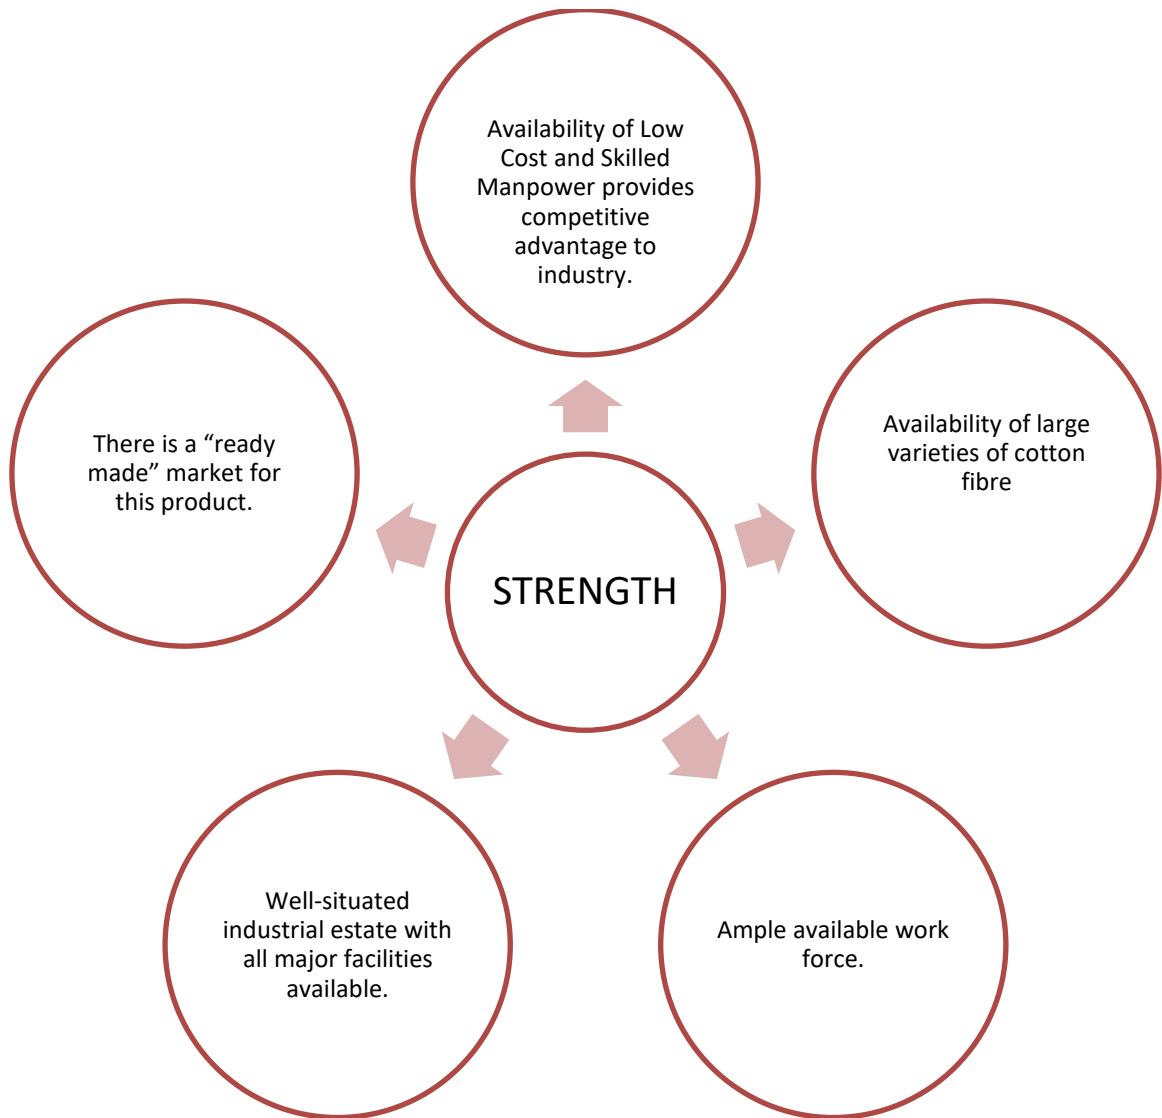 Availability of Low
Cost and Skilled
Manpower provides
competitive
advantage to
industry.
There is a “ready
made” market for
this product.
Availability of large
varieties of cotton
fibre
STRENGTH
Well-situated
industrial estate with
all major facilities
available.
Ample available work
force.